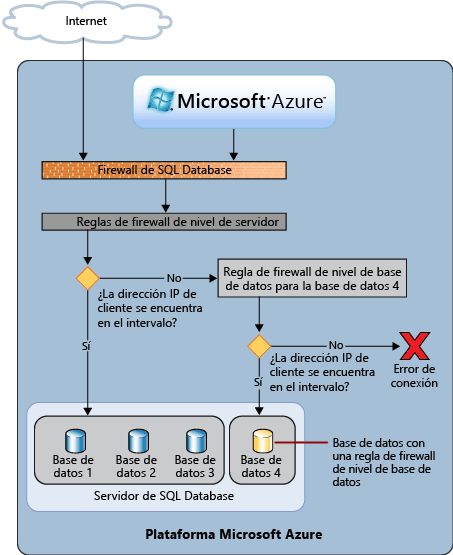 Internet
Microsoft Azure™
Firewall de SQL Database
Reglas de firewall de nivel de servidor
No
Regla de firewall de nivel de base
de datos para la base de datos 4
¿La dirección IP de
cliente se encuentra
en el intervalo?
Sí
No
¿La dirección IP de
cliente se encuentra
en el intervalo?
Sí
Error de
conexión
Base de
datos 1
Base de
datos 2
Base de
datos 3
Base de
datos 4
Servidor de SQL Database
Base de datos con
una regla de firewall
de nivel de base de
datos
Plataforma Microsoft Azure